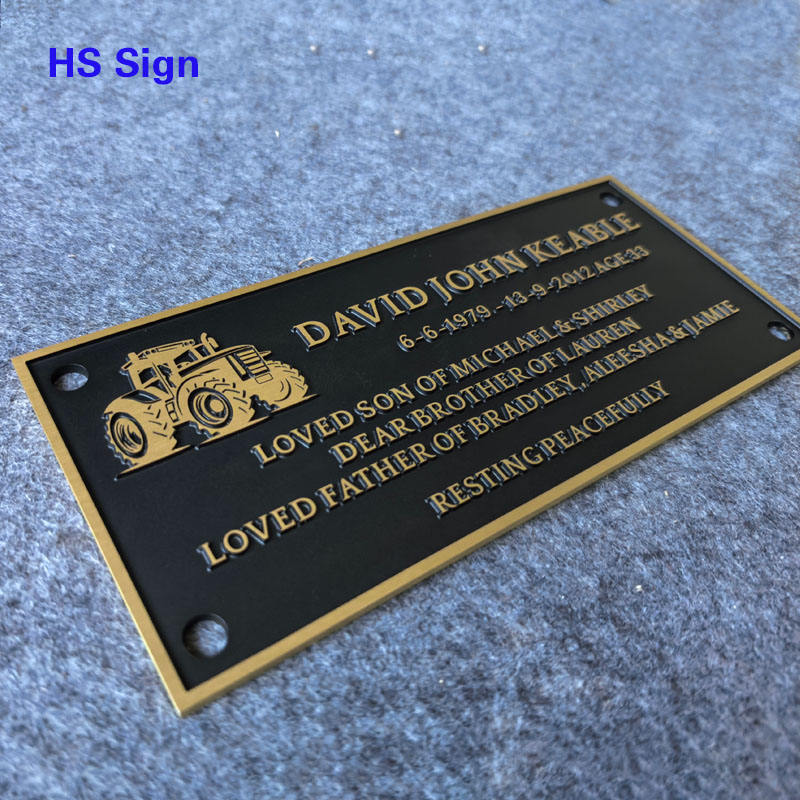 HS Sign
DAVID JOHN KEABLE
6-6-1979.-13-9-2012 AGE:33
LOVED SON OF MICHAEL & SHIRLEY
DEAR BROTHER OF LAUREN
LOVED FATHER OF BRADLEY, ALEESHA & JAMIE
RESTING PEACEFULLY